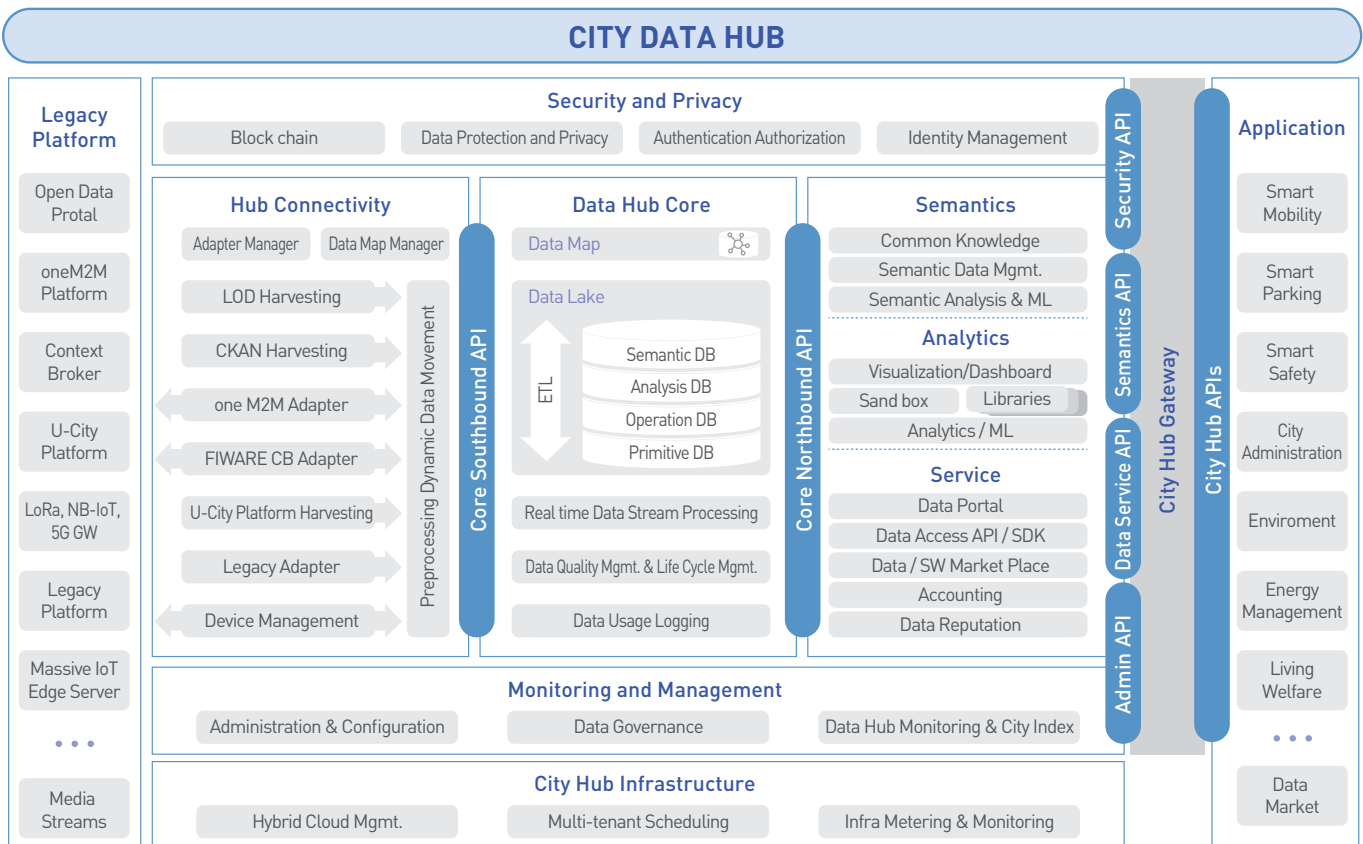 CITY DATA HUB
Legacy
Platform
Open Data
Protal
oneM2M
Platform
Context
Broker
U-City
Platform
LoRa, NB-IoT,
5G GW
Legacy
Platform
Massive IoT
Edge Server
• • •
Media
Streams
Security and Privacy
Block chain
Data Protection and Privacy
Authentication Authorization
Identity Management
Hub Connectivity
Adapter Manager
Data Map Manager
LOD Harvesting
CKAN Harvesting
one M2M Adapter
FIWARE CB Adapter
U-City Platform Harvesting
Legacy Adapter
Device Management
Preprocessing Dynamic Data Movement
Core Southbound API
Data Hub Core
Data Map
Data Lake
ETL
Semantic DB
Analysis DB
Operation DB
Primitive DB
Real time Data Stream Processing
Data Quality Mgmt. & Life Cycle Mgmt.
Data Usage Logging
Core Northbound API
Semantics
Common Knowledge
Semantic Data Mgmt.
Semantic Analysis & ML
Analytics
Visualization/Dashboard
Sand box
Libraries
Analytics / ML
Service
Data Portal
Data Access API / SDK
Data / SW Market Place
Accounting
Data Reputation
Monitoring and Management
Administration & Configuration
Data Governance
Data Hub Monitoring & City Index
City Hub Infrastructure
Hybrid Cloud Mgmt.
Multi-tenant Scheduling
Infra Metering & Monitoring
Security API
Semantics API
Data Service API
Admin API
City Hub Gateway
City Hub APIs
Application
Smart
Mobility
Smart
Parking
Smart
Safety
City
Administration
Enviroment
Energy
Management
Living
Welfare
• • •
Data
Market